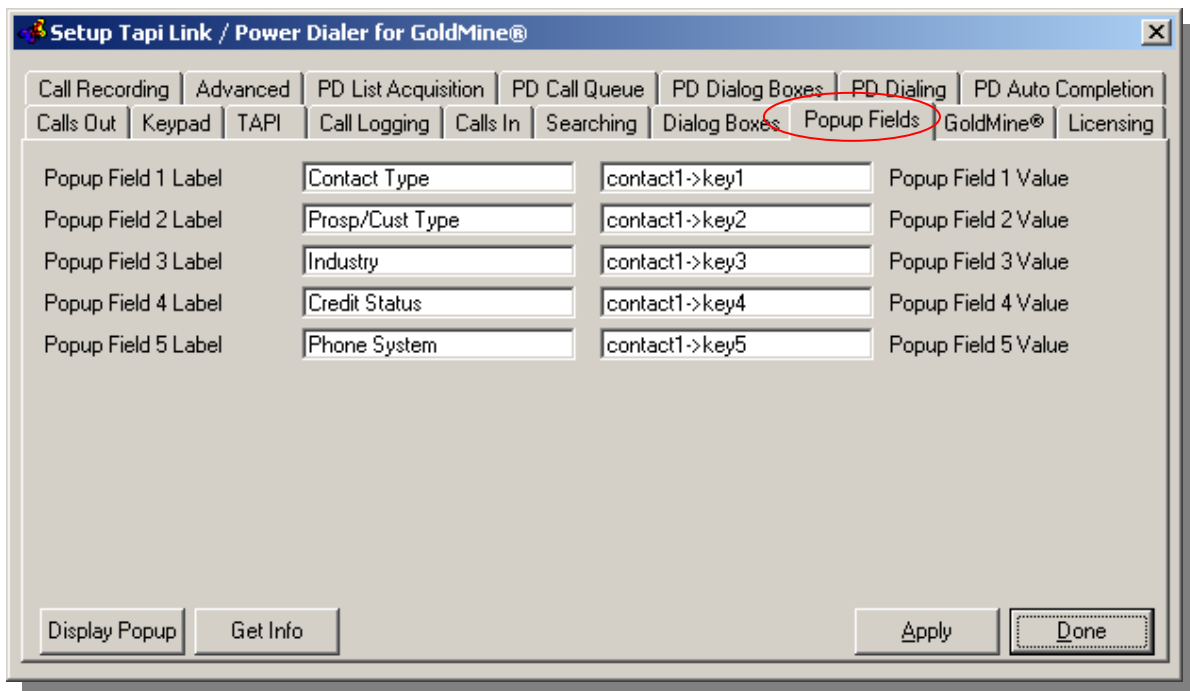 Setup Tapi Link / Power Dialer for GoldMine®
Call Recording Advanced PD List Acquisition PD Call Queue PD Dialog Boxes PD Dialing PD Auto Completion
Calls Out Keypad TAPI Call Logging Calls In Searching Dialog Boxes Popup Fields GoldMine® Licensing
Popup Field 1 Label Contact Type contact1->key1 Popup Field 1 Value
Popup Field 2 Label Prosp/Cust Type contact1->key2 Popup Field 2 Value
Popup Field 3 Label Industry contact1->key3 Popup Field 3 Value
Popup Field 4 Label Credit Status contact1->key4 Popup Field 4 Value
Popup Field 5 Label Phone System contact1->key5 Popup Field 5 Value
Display Popup Get Info Apply Done